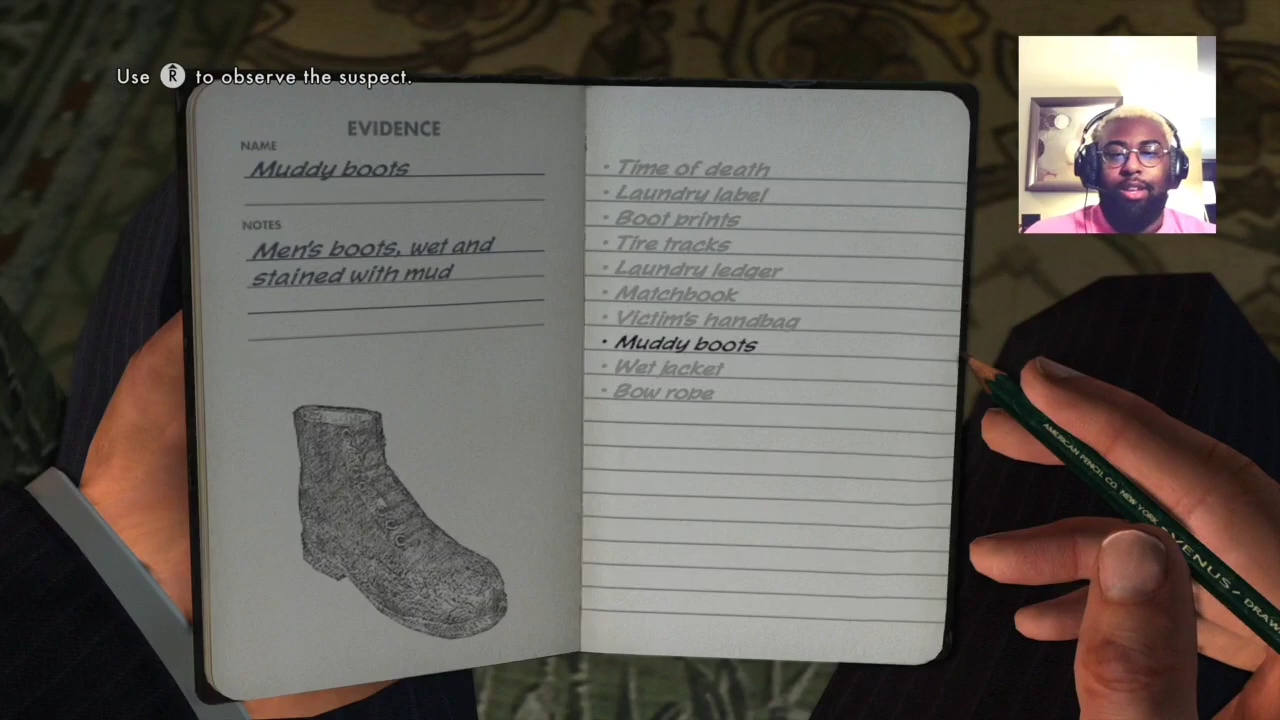 Use R to observe the suspect.
EVIDENCE
NAME
Muddy boots
NOTES
Men's boots, wet and
stained with mud
• Time of death
• Laundry label
• Boot prints
• Tire tracks
• Laundry ledger
• Matchbook
• Victim's handbag
• Muddy boots
• Wet jacket
• Bow rope
AMERICAN PENCIL CO. NEW YORK VENUS / DRAW